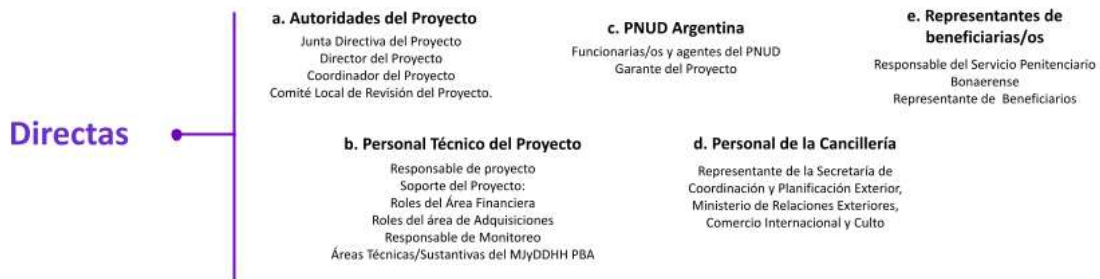 Directas
a. Autoridades del Proyecto
Junta Directiva del Proyecto
Director del Proyecto
Coordinador del Proyecto
Comité Local de Revisión del Proyecto.
b. Personal Técnico del Proyecto
Responsable de proyecto
Soporte del Proyecto:
Roles del Área Financiera
Roles del área de Adquisiciones
Responsable de Monitoreo
Áreas Técnicas/Sustantivas del MJyDDHH PBA
c. PNUD Argentina
Funcionarias/os y agentes del PNUD
Garante del Proyecto
d. Personal de la Cancillería
Representante de la Secretaría de
Coordinación y Planificación Exterior,
Ministerio de Relaciones Exteriores,
Comercio Internacional y Culto
e. Representantes de
beneficiarias/os
Responsable del Servicio Penitenciario
Bonaerense
Representante de Beneficiarios